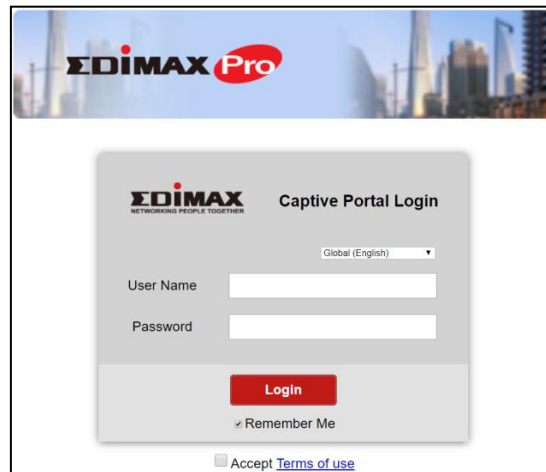 EDIMAX Pro
EDIMAX
NETWORKING PEOPLE TOGETHER
Captive Portal Login
Global (English)
User Name
Password
Login
Remember Me
Accept Terms of use